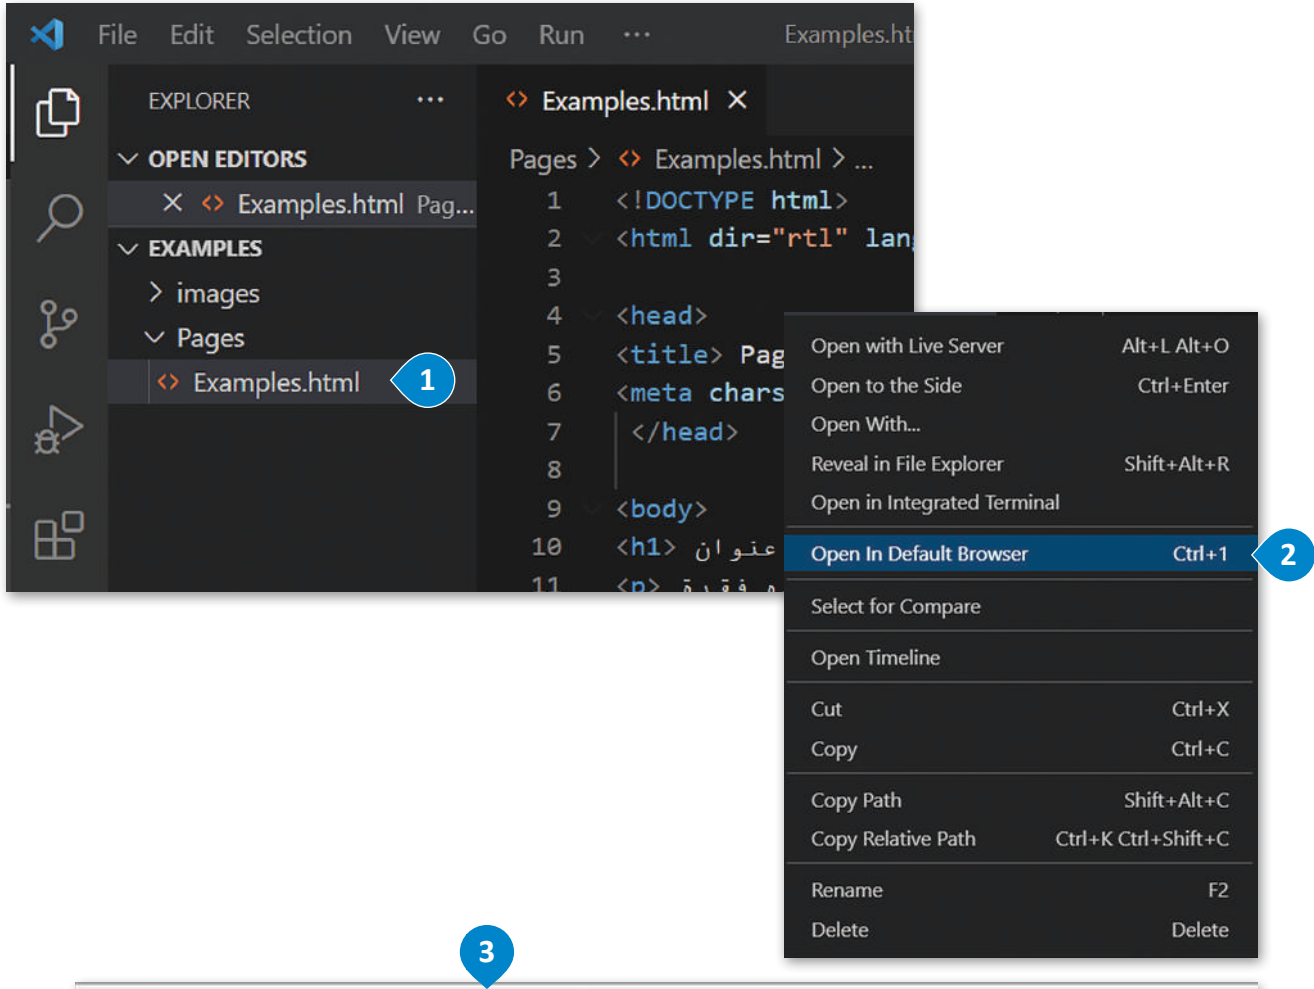 File Edit Selection View Go Run ··· Examples.ht
EXPLORER ···
OPEN EDITORS
Examples.html Pag...
EXAMPLES
images
Pages
Examples.html
1
Examples.html
Pages > Examples.html > ...
1 <!DOCTYPE html>
2 <html dir="rtl" lan
3
4 <head>
5 <title> Pag
6 <meta chars
7 </head>
8
9 <body>
10 <h1> عنوان
11 <p> فقرة
Open with Live Server Alt+L Alt+O
Open to the Side Ctrl+Enter
Open With...
Reveal in File Explorer Shift+Alt+R
Open in Integrated Terminal
Open In Default Browser Ctrl+1
2
Select for Compare
Open Timeline
Cut Ctrl+X
Copy Ctrl+C
Copy Path Shift+Alt+C
Copy Relative Path Ctrl+K Ctrl+Shift+C
Rename F2
Delete Delete
3